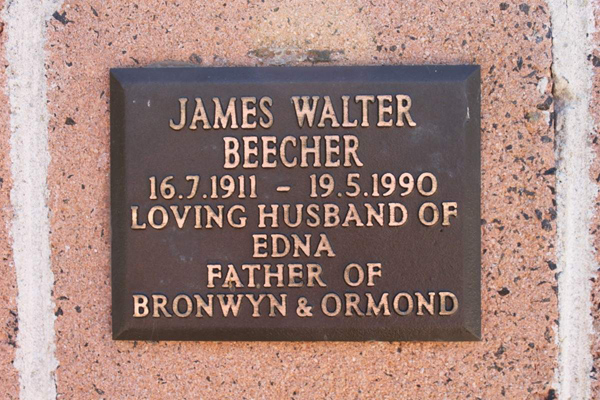 JAMES WALTER
BEECHER
16.7.1911 - 19.5.1990
LOVING HUSBAND OF
EDNA
FATHER OF
BRONWYN & ORMOND